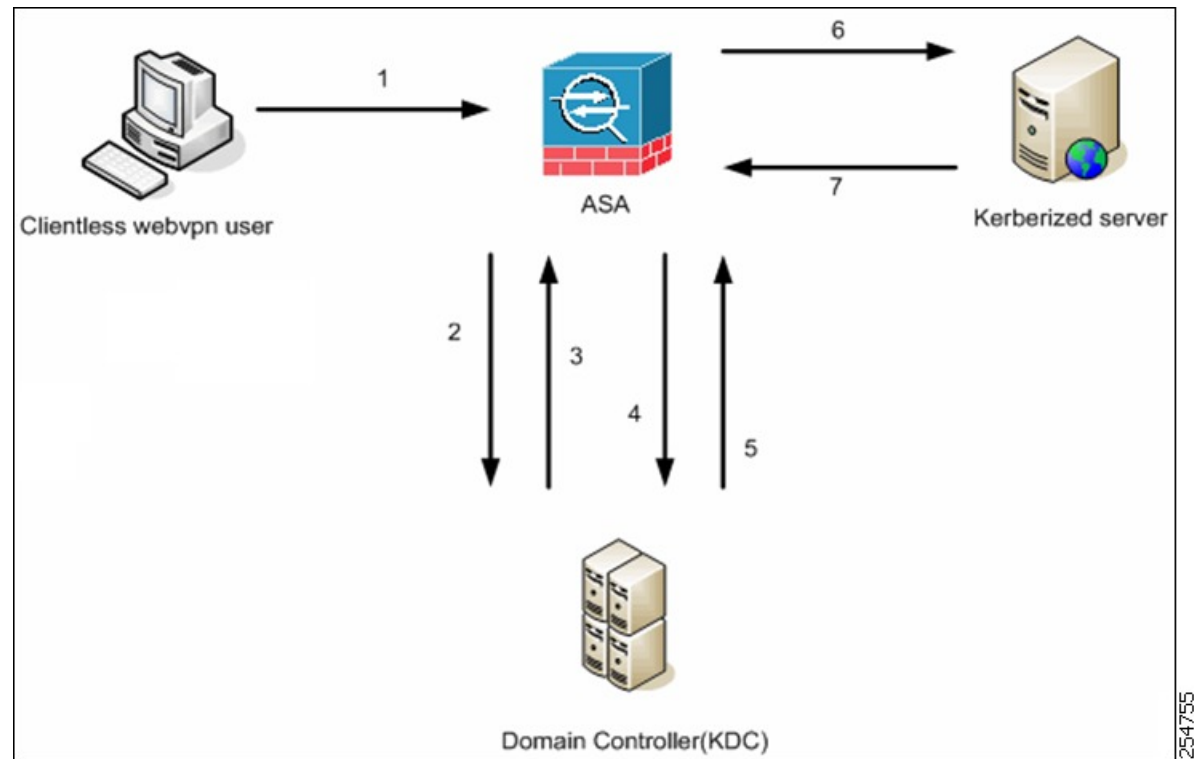 6
1
ASA
7
Clientless webvpn user
Kerberized server
2
3
4
5
Domain Controller(KDC)
254755